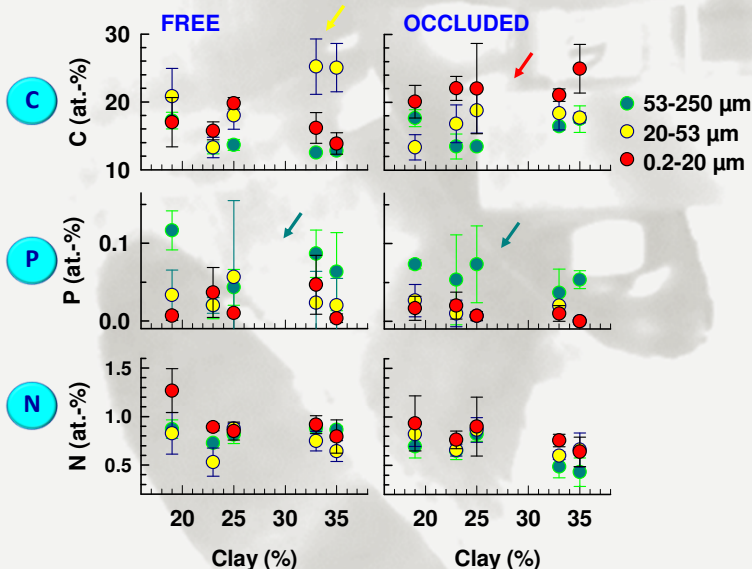 FREE
OCCLUDED
C
C (at.-%)
30
20
10
53-250 µm
20-53 µm
0.2-20 µm
P
P (at.-%)
0.1
0.0
N
N (at.-%)
1.5
1.0
0.5
20 25 30 35
20 25 30 35
Clay (%)
Clay (%)